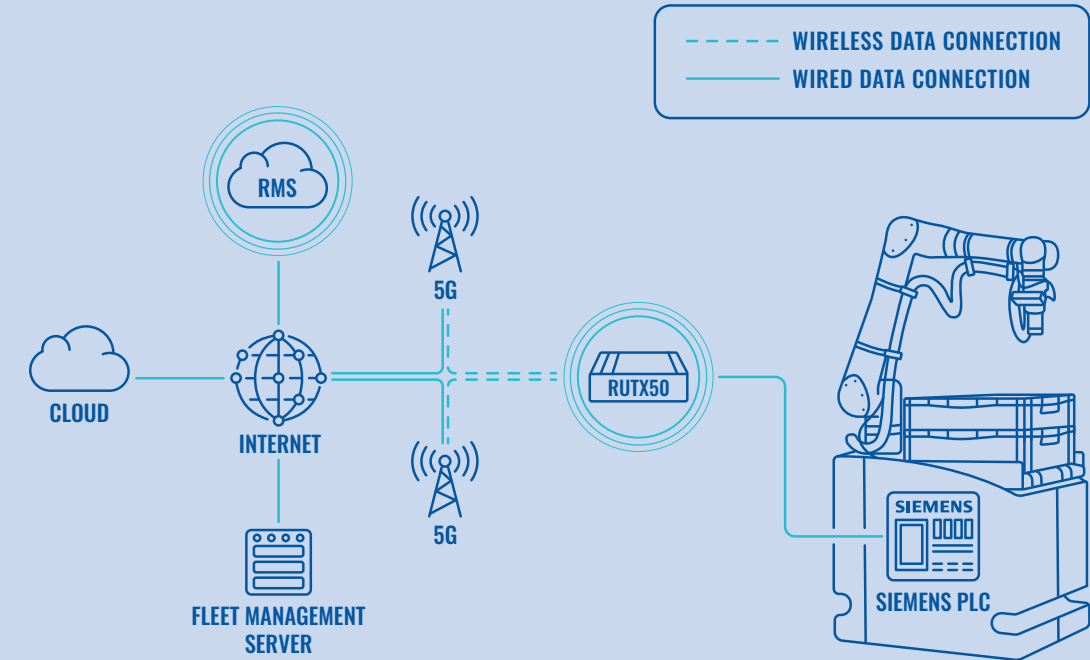 WIRELESS DATA CONNECTION
WIRED DATA CONNECTION
RMS
5G
RUTX50
CLOUD
INTERNET
5G
SIEMENS
SIEMENS PLC
FLEET MANAGEMENT
SERVER